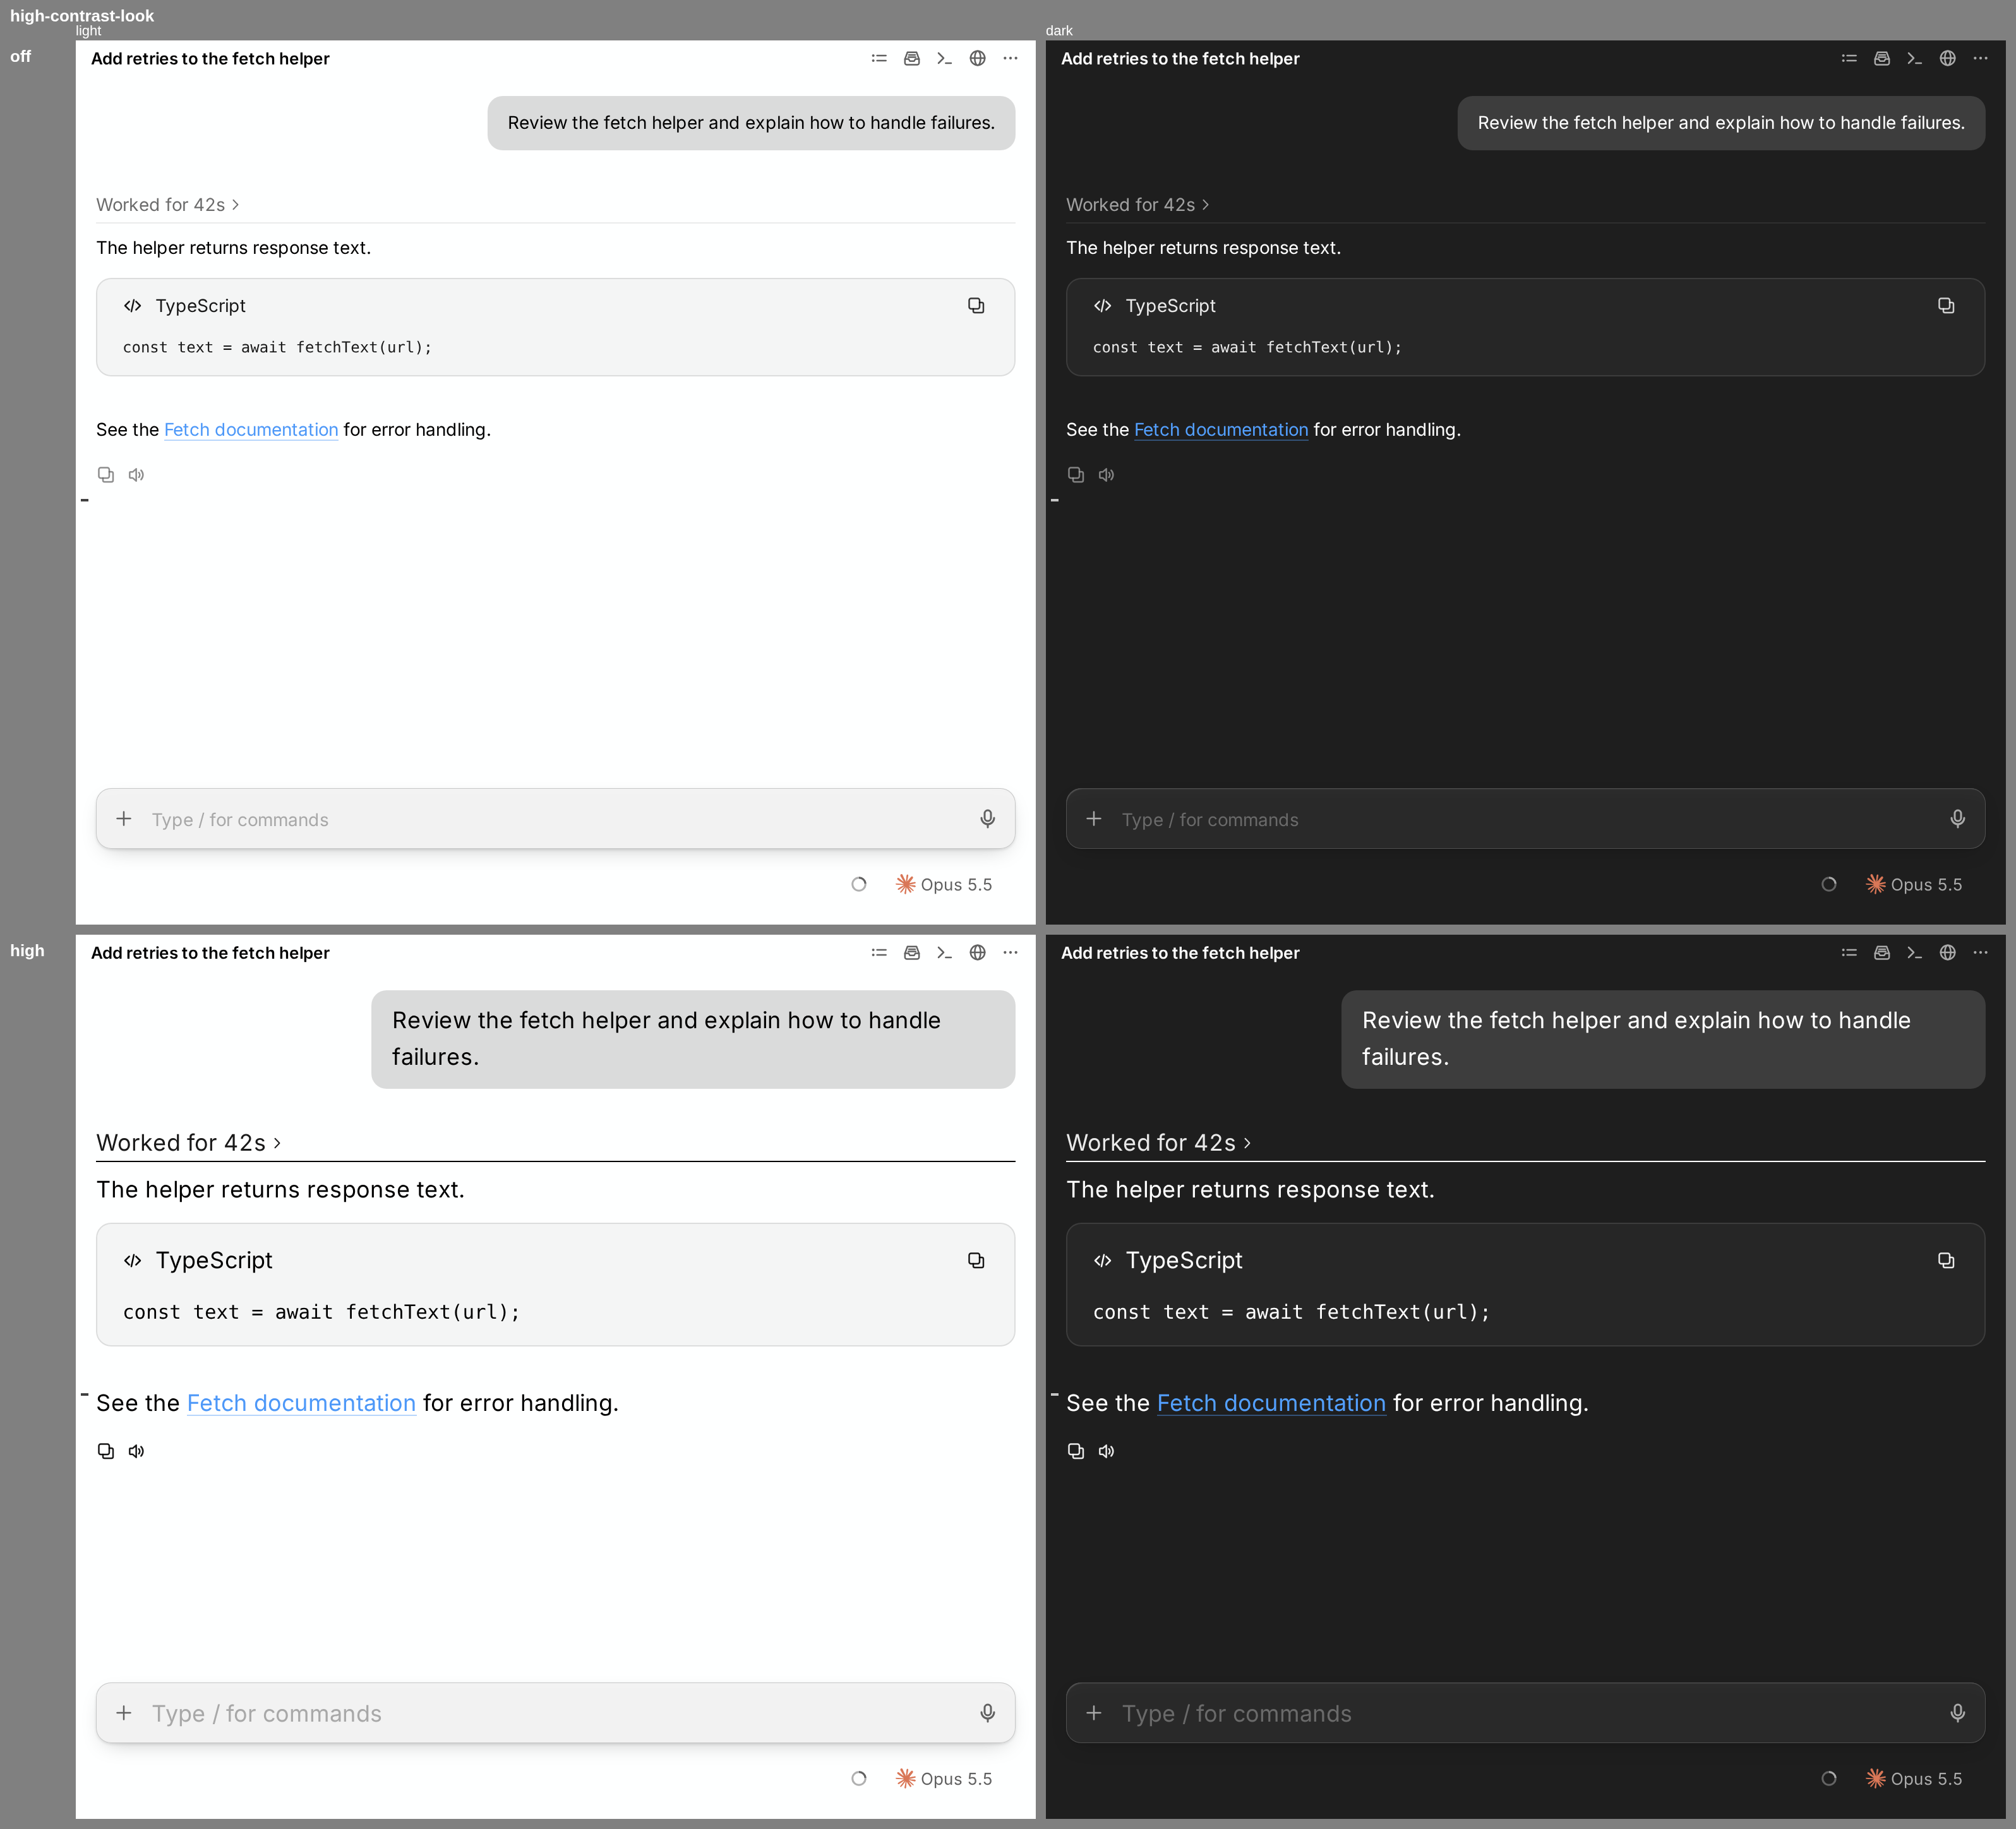 high-contrast-look
light
dark
off
Add retries to the fetch helper
Review the fetch helper and explain how to handle failures.
Worked for 42s
The helper returns response text.
TypeScript
const text = await fetchText(url);
See the Fetch documentation for error handling.
Type / for commands
Opus 5.5
Add retries to the fetch helper
Review the fetch helper and explain how to handle failures.
Worked for 42s
The helper returns response text.
TypeScript
const text = await fetchText(url);
See the Fetch documentation for error handling.
Type / for commands
Opus 5.5
high
Add retries to the fetch helper
Review the fetch helper and explain how to handle
failures.
Worked for 42s
The helper returns response text.
TypeScript
const text = await fetchText(url);
See the Fetch documentation for error handling.
Type / for commands
Opus 5.5
Add retries to the fetch helper
Review the fetch helper and explain how to handle
failures.
Worked for 42s
The helper returns response text.
TypeScript
const text = await fetchText(url);
See the Fetch documentation for error handling.
Type / for commands
Opus 5.5